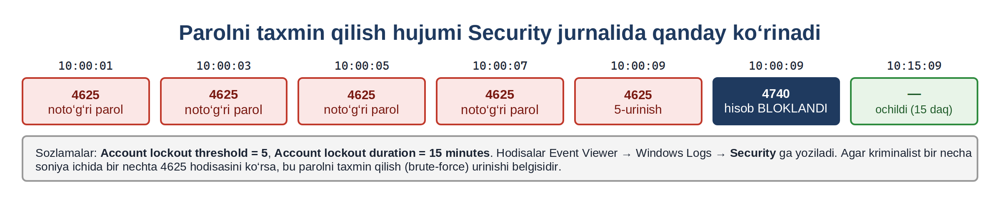 Parolni taxmin qilish hujumi Security jurnalida qanday ko‘rinadi
10:00:01
10:00:03
10:00:05
10:00:07
10:00:09
10:00:09
10:15:09
4625
noto‘g‘ri parol
4625
noto‘g‘ri parol
4625
noto‘g‘ri parol
4625
noto‘g‘ri parol
4625
5-urinish
4740
hisob BLOKLANDI
—
ochildi (15 daq)
Sozlamalar: Account lockout threshold = 5, Account lockout duration = 15 minutes. Hodisalar Event Viewer → Windows Logs → Security ga yoziladi. Agar kriminalist bir necha
soniya ichida bir nechta 4625 hodisasini ko‘rsa, bu parolni taxmin qilish (brute-force) urinishi belgisidir.